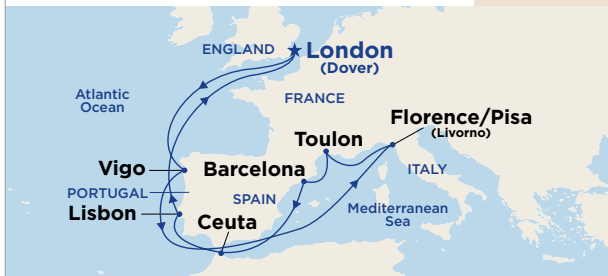 ENGLAND
London
(Dover)
Atlantic
Ocean
FRANCE
Florence/Pisa
(Livorno)
Toulon
Vigo
Barcelona
ITALY
PORTUGAL
SPAIN
Lisbon
Ceuta
Mediterranean
Sea